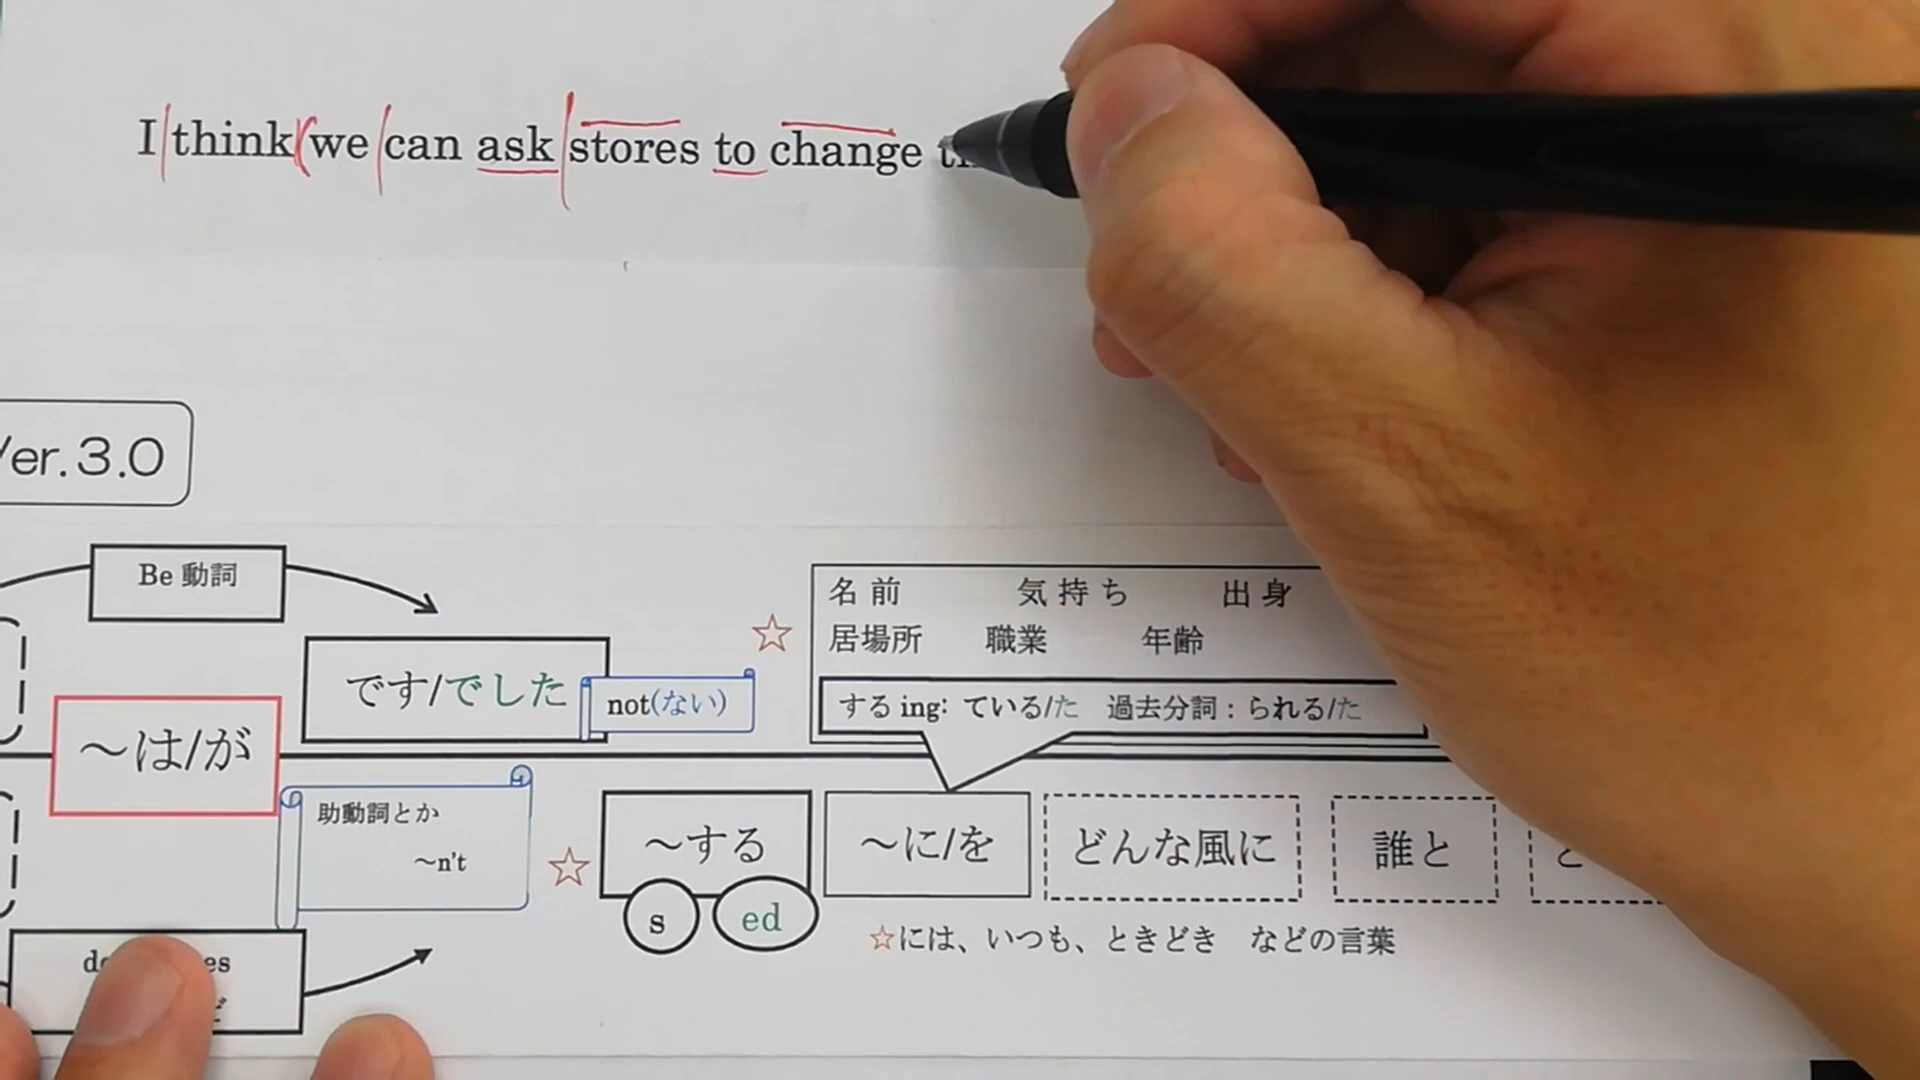 I think we can ask stores to change
Ver.3.0
Be 動詞
名前 気持ち 出身
居場所 職業 年齢
です/でした
not(ない)
する ing: ている/た 過去分詞:られる/た
～は/が
助動詞とか
～n't
～する
～に/を
どんな風に
誰と
s
ed
☆には、いつも、ときどき などの言葉